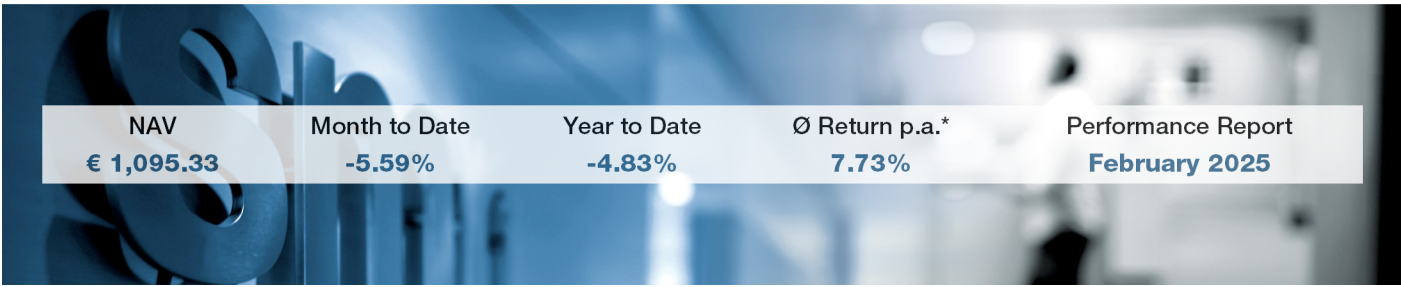 NAV Month to Date Year to Date Ø Return p.a.* Performance Report
€ 1,095.33 -5.59% -4.83% 7.73% February 2025